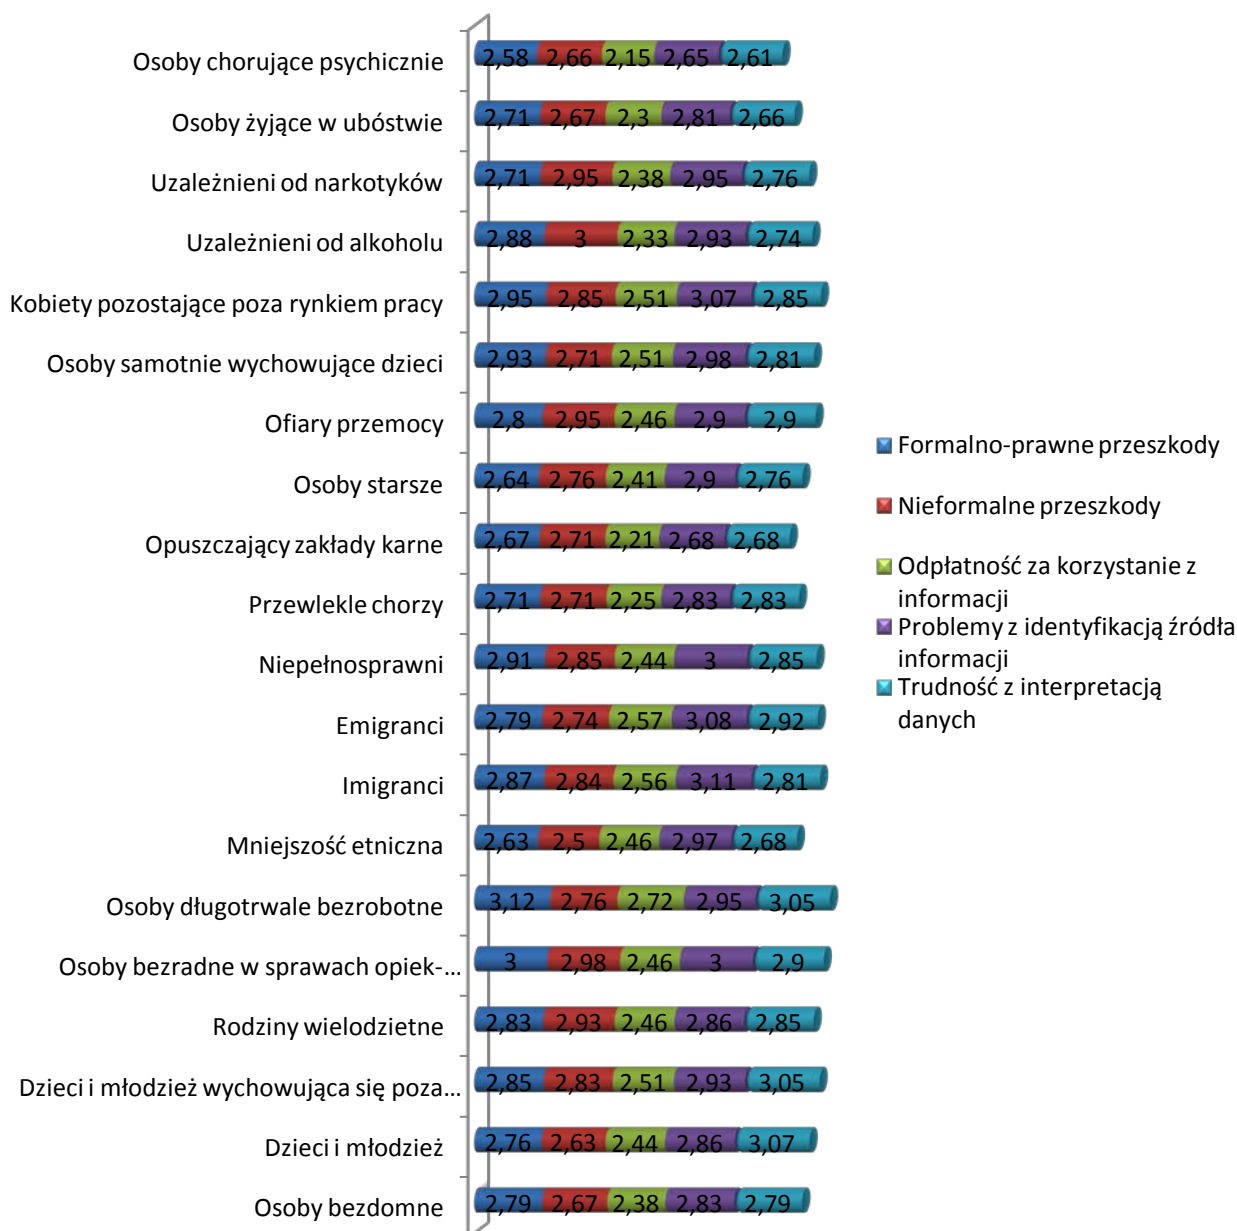 Osoby chorujące psychicznie 2,58 2,66 2,15 2,65 2,61
Osoby żyjące w ubóstwie 2,71 2,67 2,3 2,81 2,66
Uzależnieni od narkotyków 2,71 2,95 2,38 2,95 2,76
Uzależnieni od alkoholu 2,88 3 2,33 2,93 2,74
Kobiety pozostające poza rynkiem pracy 2,95 2,85 2,51 3,07 2,85
Osoby samotnie wychowujące dzieci 2,93 2,71 2,51 2,98 2,81
Ofiary przemocy 2,8 2,95 2,46 2,9 2,9
Osoby starsze 2,64 2,76 2,41 2,9 2,76
Opuszczający zakłady karne 2,67 2,71 2,21 2,68 2,68
Przewlekle chorzy 2,71 2,71 2,25 2,83 2,83
Niepełnosprawni 2,91 2,85 2,44 3 2,85
Emigranci 2,79 2,74 2,57 3,08 2,92
Imigranci 2,87 2,84 2,56 3,11 2,81
Mniejszość etniczna 2,63 2,5 2,46 2,97 2,68
Osoby długotrwale bezrobotne 3,12 2,76 2,72 2,95 3,05
Osoby bezradne w sprawach opiek-... 3 2,98 2,46 3 2,9
Rodziny wielodzietne 2,83 2,93 2,46 2,86 2,85
Dzieci i młodzież wychowująca się poza... 2,85 2,83 2,51 2,93 3,05
Dzieci i młodzież 2,76 2,63 2,44 2,86 3,07
Osoby bezdomne 2,79 2,67 2,38 2,83 2,79
Formalno-prawne przeszkody
Nieformalne przeszkody
Odpłatność za korzystanie z
informacji
Problemy z identyfikacją źródła
informacji
Trudność z interpretacją
danych